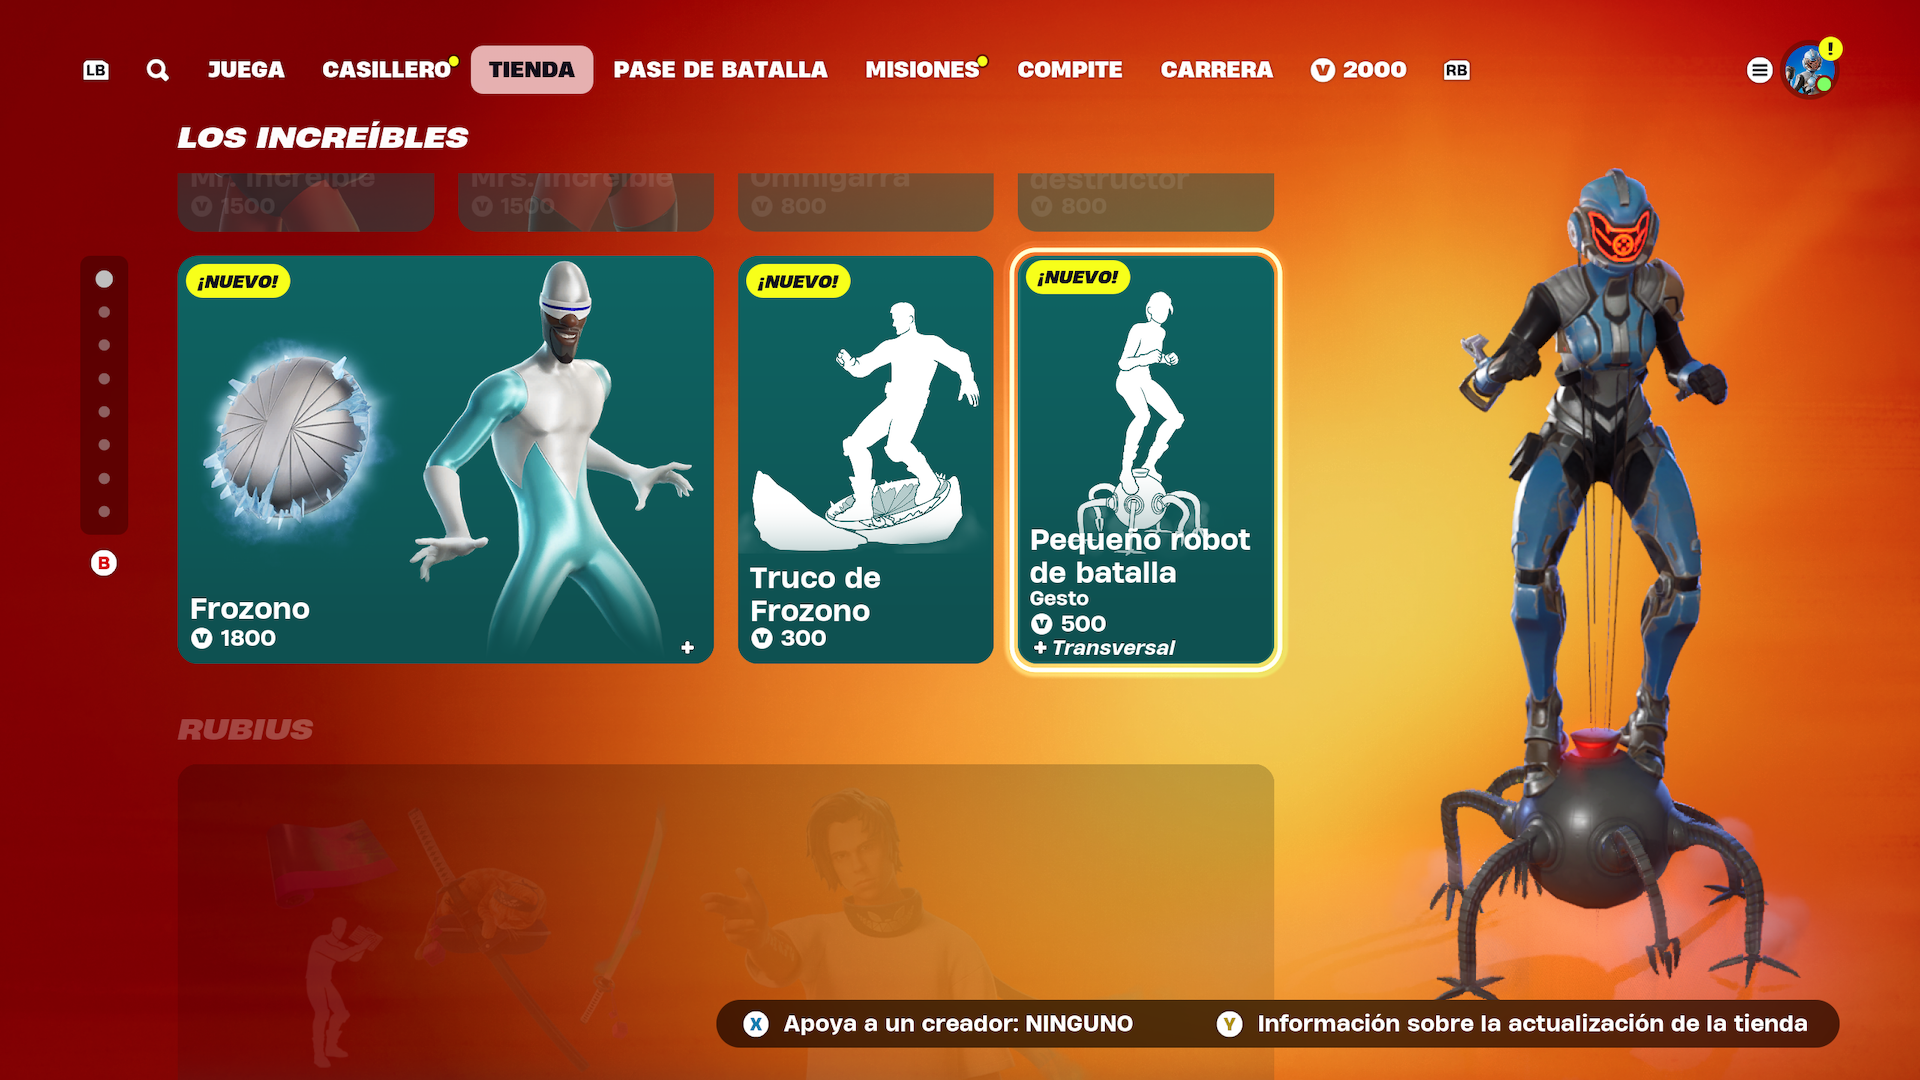 LB
JUEGA
CASILLERO
TIENDA
PASE DE BATALLA
MISIONES
COMPITE
CARRERA
2000
RB
!
LOS INCREÍBLES
Mr. Increíble
1500
Mrs. Increíble
1500
Omnigarra
800
destructor
800
¡NUEVO!
Frozono
1800
+
¡NUEVO!
Truco de
Frozono
300
¡NUEVO!
Pequeño robot
de batalla
Gesto
500
+ Transversal
B
RUBIUS
X Apoya a un creador: NINGUNO
Y Información sobre la actualización de la tienda